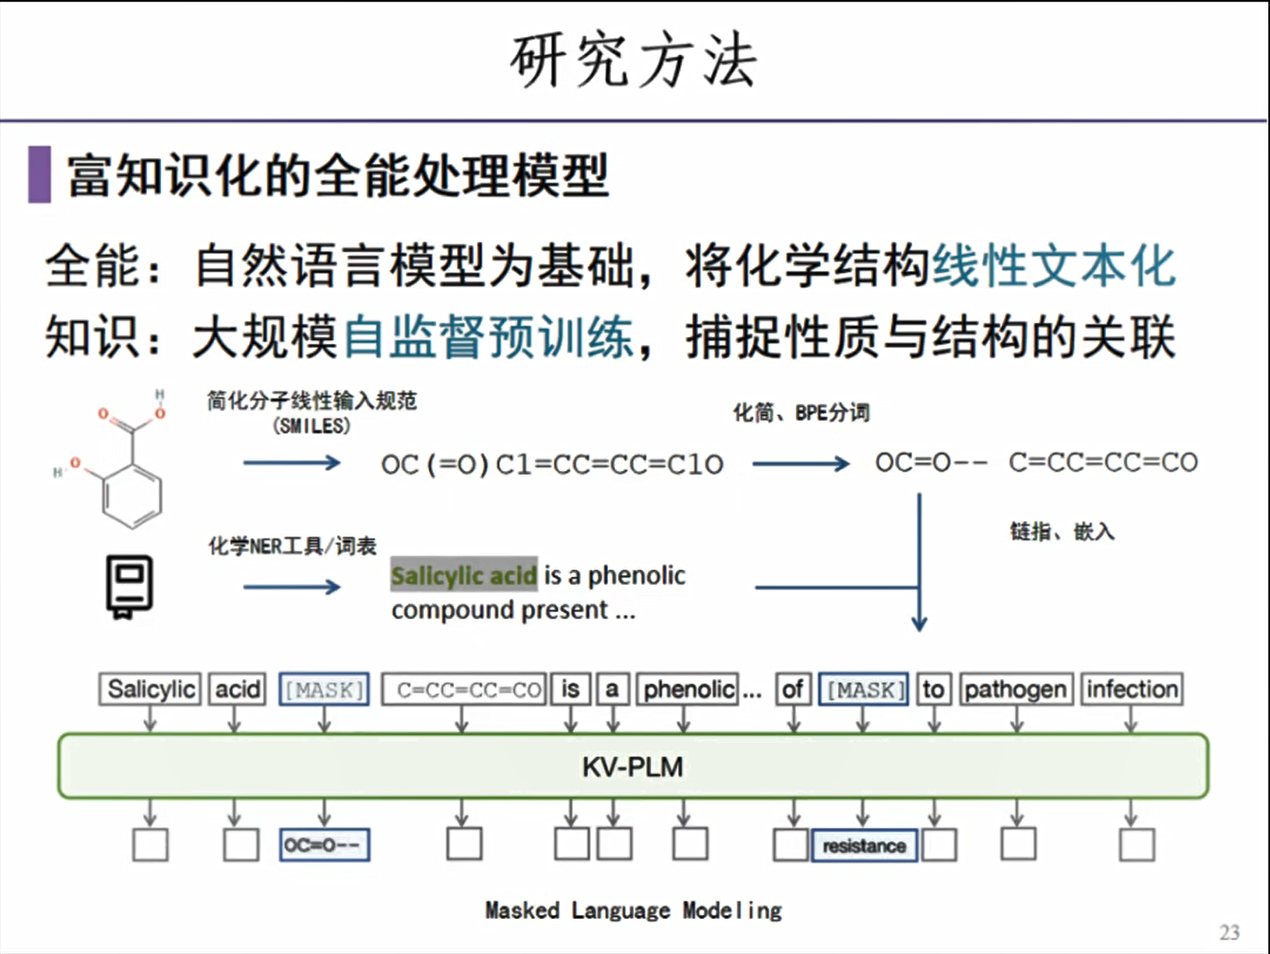 研究方法
富知识化的全能处理模型
全能：自然语言模型为基础，将化学结构线性文本化
知识：大规模自监督预训练，捕捉性质与结构的关联
H
O
O
H
O
简化分子线性输入规范
(SMILES)
OC(=O)C1=CC=CC=C1O
化简、BPE分词
OC=O-- C=CC=CC=CO
链指、嵌入
化学NER工具/词表
Salicylic acid is a phenolic
compound present ...
Salicylic acid [MASK] C=CC=CC=CO is a phenolic ... of [MASK] to pathogen infection
KV-PLM
OC=O-- resistance
Masked Language Modeling
23